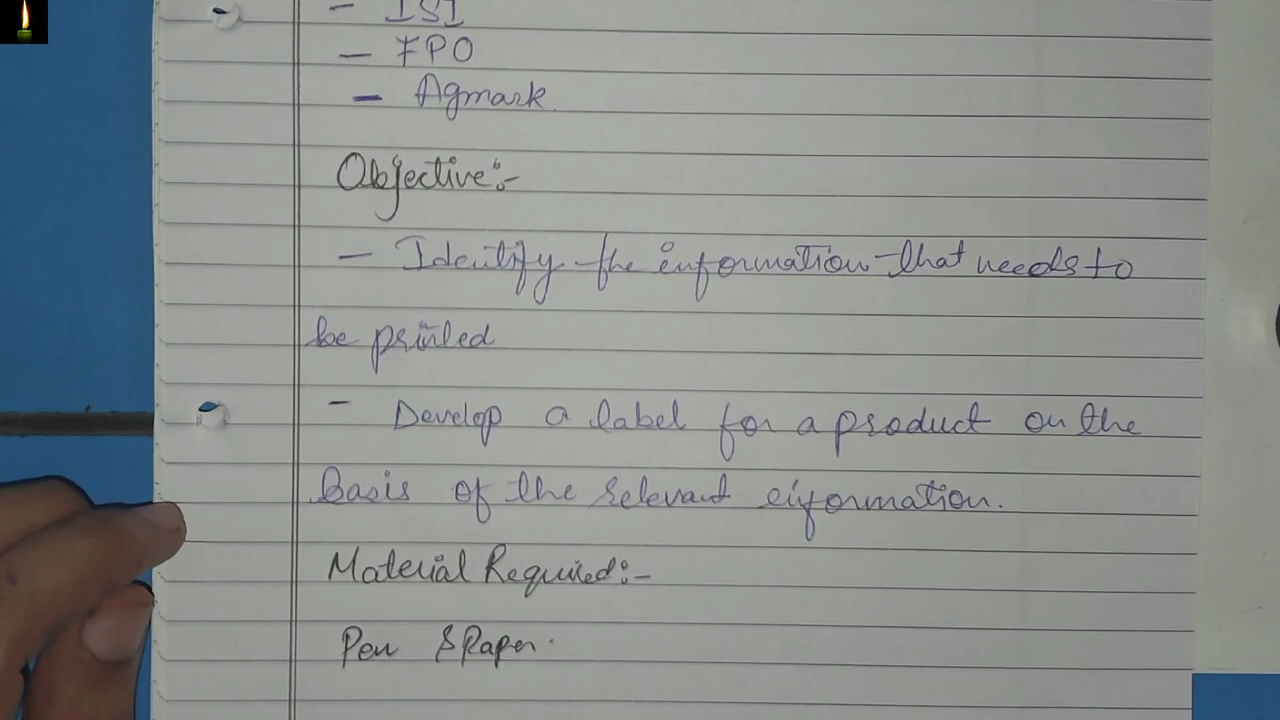 - ISI
- FPO
- Agmark
Objective:-
- Identify the information that needs to
be printed
- Develop a label for a product on the
basis of the relevant information.
Material Required:-
Pen & Paper.